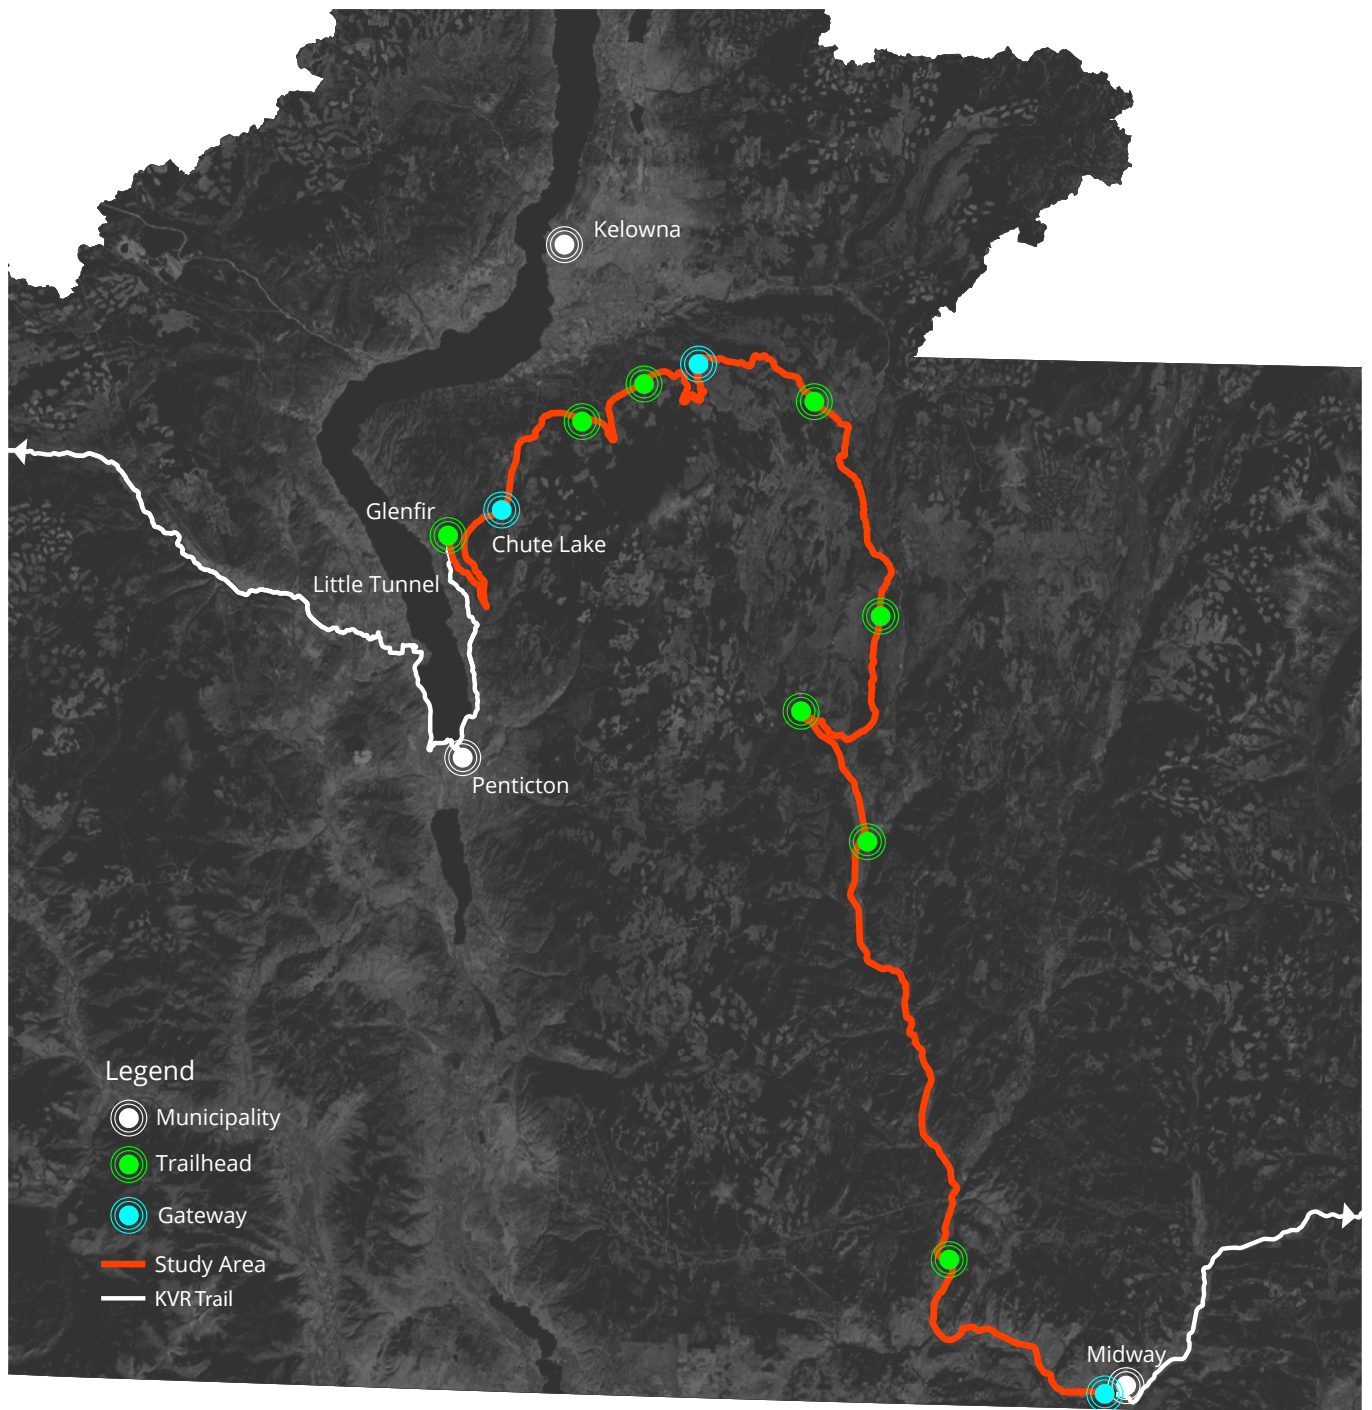 Kelowna
Glenfir
Chute Lake
Little Tunnel
Penticton
Legend
Municipality
Trailhead
Gateway
Study Area
KVR Trail
Midway